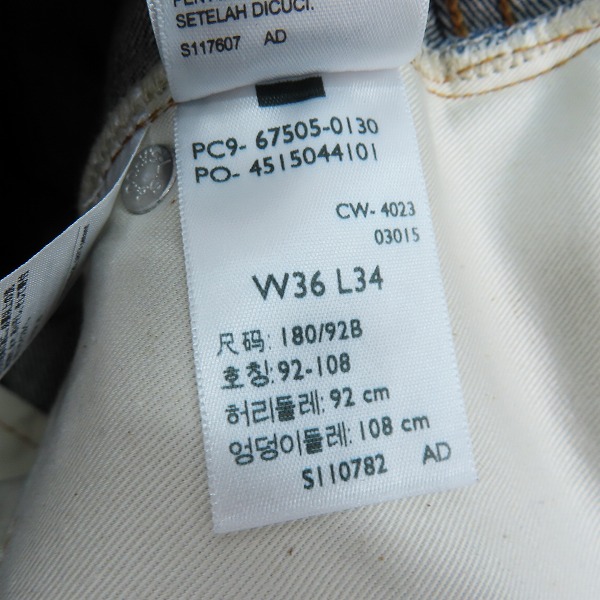 SETELAH DICUCI.
S117607 AD
PC9- 67505-0130
PO- 4515044101
CW- 4023
03015
W36 L34
尺码: 180/92B
호칭: 92-108
허리둘레: 92 cm
엉덩이둘레: 108 cm
S110782 AD